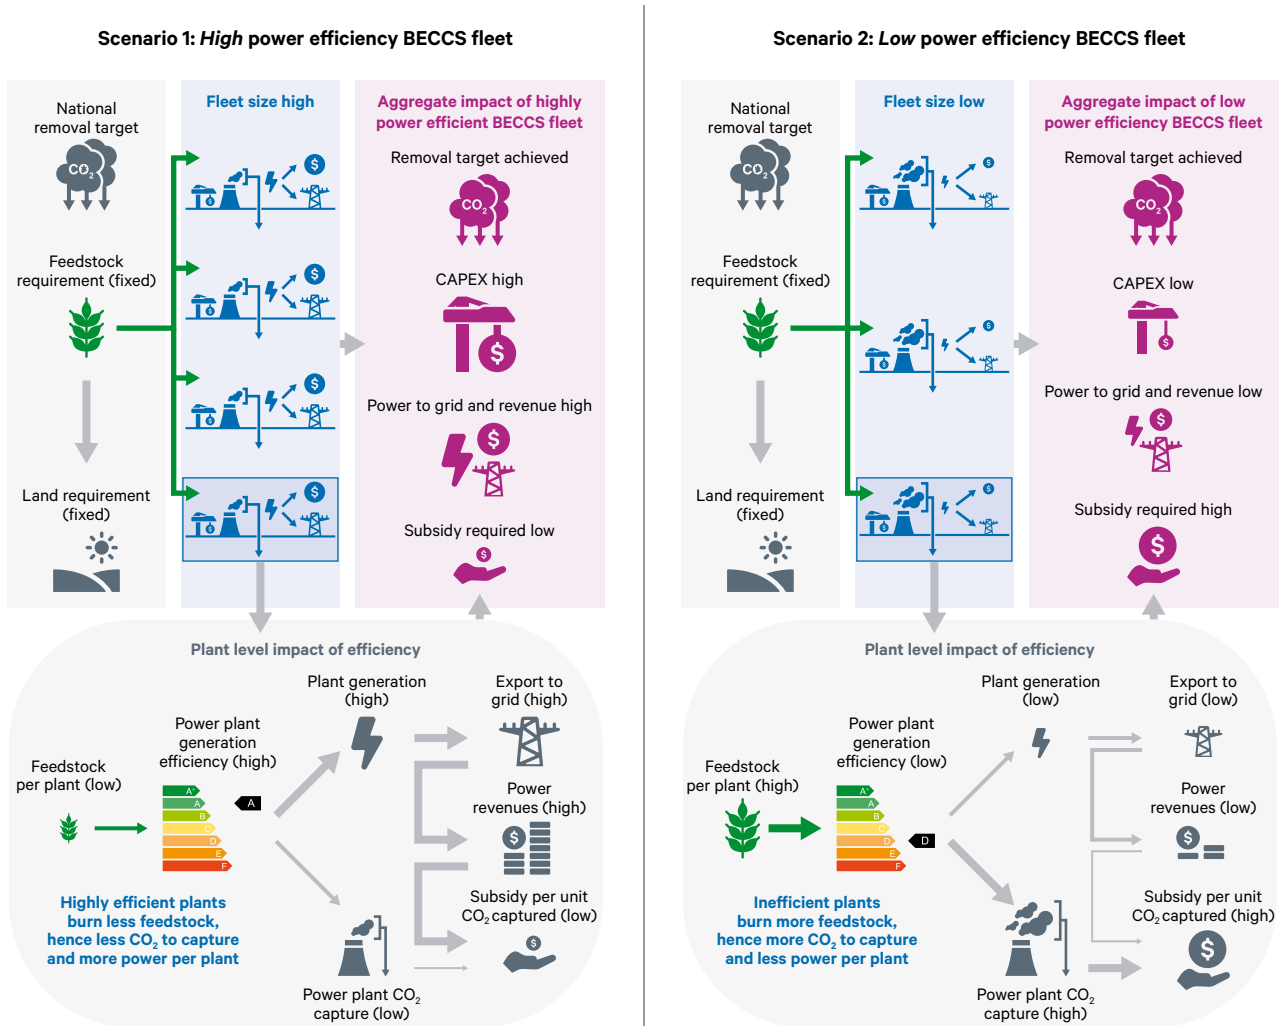 Scenario 1: High power efficiency BECCS fleet
National
removal target
CO2
Feedstock
requirement (fixed)
Land requirement
(fixed)
Fleet size high
$
$
$
$
$
$
$
$
Aggregate impact of highly
power efficient BECCS fleet
Removal target achieved
CO2
CAPEX high
$
Power to grid and revenue high
$
Subsidy required low
$
Plant level impact of efficiency
Feedstock
per plant (low)
Power plant
generation
efficiency (high)
A+
A
B
C
D
E
F
A
Plant generation
(high)
Export to
grid (high)
Power
revenues (high)
$
Subsidy per unit
CO2 captured (low)
$
Power plant CO2
capture (low)
Highly efficient plants
burn less feedstock,
hence less CO2 to capture
and more power per plant
Scenario 2: Low power efficiency BECCS fleet
National
removal target
CO2
Feedstock
requirement (fixed)
Land requirement
(fixed)
Fleet size low
$
$
$
$
$
$
Aggregate impact of low
power efficiency BECCS fleet
Removal target achieved
CO2
CAPEX low
$
Power to grid and revenue low
$
Subsidy required high
$
Plant level impact of efficiency
Feedstock
per plant (high)
Power plant
generation
efficiency (low)
A+
A
B
C
D
E
F
D
Plant generation
(low)
Export to
grid (low)
Power
revenues (low)
$
Subsidy per unit
CO2 captured (high)
$
Power plant CO2
capture (high)
Inefficient plants
burn more feedstock,
hence more CO2 to capture
and less power per plant